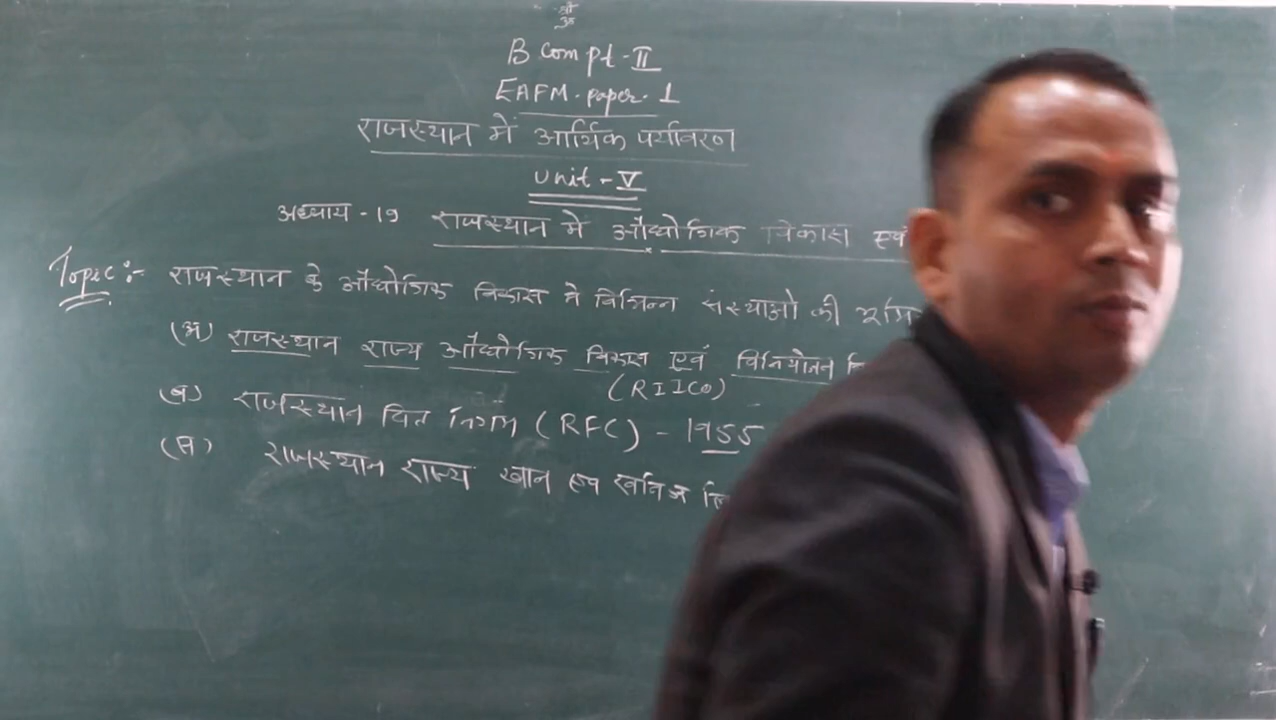 श्री
B com pt-II
EAFM. paper-1
राजस्थान में आर्थिक पर्यावरण
unit-V
अध्याय-19 राजस्थान में औद्योगिक विकास एवं
Topic:- राजस्थान के औद्योगिक विकास में विभिन्न संस्थाओ की
(अ) राजस्थान राज्य औद्योगिक विकास एवं विनियोजन
(RIICO)
(ब) राजस्थान वित्त निगम (RFC) - 1955
(स) राजस्थान राज्य खान एवं खनिज